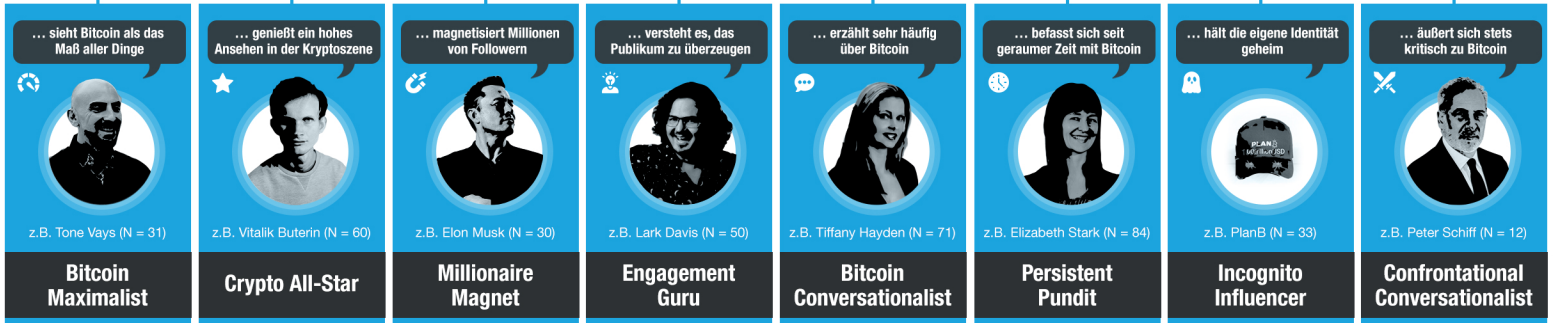 … sieht Bitcoin als das
Maß aller Dinge
z.B. Tone Vays (N = 31)
Bitcoin
Maximalist
… genießt ein hohes
Ansehen in der Kryptoszene
z.B. Vitalik Buterin (N = 60)
Crypto All-Star
… magnetisiert Millionen
von Followern
z.B. Elon Musk (N = 30)
Millionaire
Magnet
… versteht es, das
Publikum zu überzeugen
z.B. Lark Davis (N = 50)
Engagement
Guru
… erzählt sehr häufig
über Bitcoin
z.B. Tiffany Hayden (N = 71)
Bitcoin
Conversationalist
… befasst sich seit
geraumer Zeit mit Bitcoin
z.B. Elizabeth Stark (N = 84)
Persistent
Pundit
… hält die eigene Identität
geheim
PLANB
z.B. PlanB (N = 33)
Incognito
Influencer
… äußert sich stets
kritisch zu Bitcoin
z.B. Peter Schiff (N = 12)
Confrontational
Conversationalist